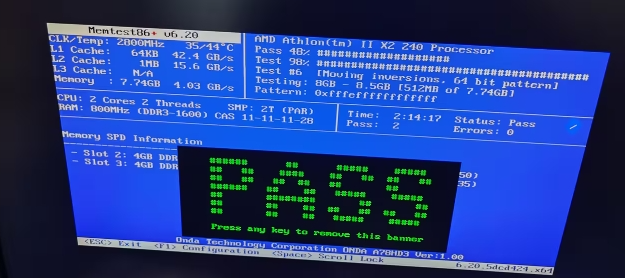 Memtest86+ v6.20
AMD Athlon(tm) II X2 240 Processor
CLK/Temp: 2800MHz 35/44°C
Pass 48% ##################
L1 Cache: 64KB 42.4 GB/s
Test 98% ######################################
L2 Cache: 1MB 15.6 GB/s
Test #6 [Moving inversions, 64 bit pattern]
L3 Cache: N/A
Testing: 8GB - 8.5GB [512MB of 7.74GB]
Memory : 7.74GB 4.03 GB/s
Pattern: 0xfffeffffffffffff
CPU: 2 Cores 2 Threads SMP: 2T (PAR)
Time: 2:14:17 Status: Pass
RAM: 800MHz (DDR3-1600) CAS 11-11-11-28
Pass: 2 Errors: 0
Memory SPD Information
- Slot 2: 4GB DDR
- Slot 3: 4GB DDR
PASS
Press any key to remove this banner
Onda Technology Corporation ONDA A78HD3 Ver:1.00
<ESC> Exit <F1> Configuration <Space> Scroll Lock
6.20.5dcd424.x64